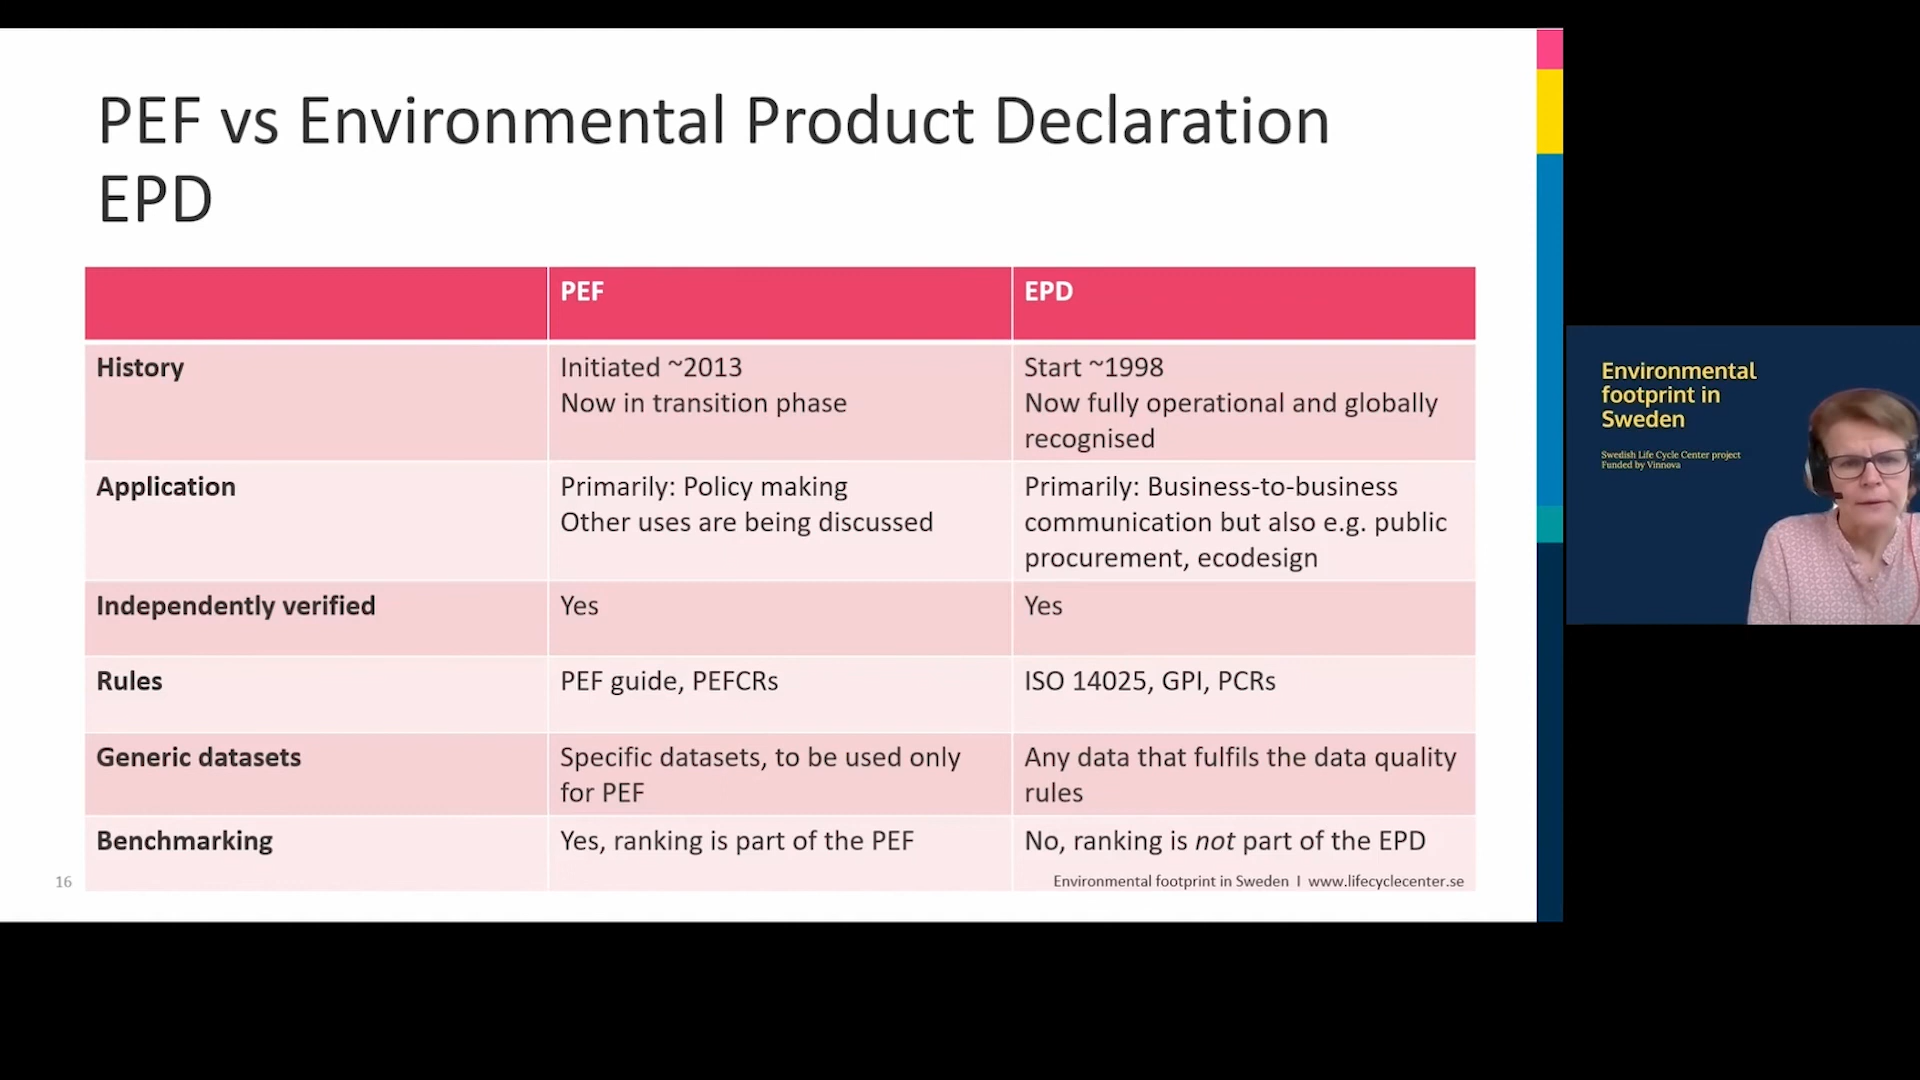 PEF vs Environmental Product Declaration
EPD
PEF
EPD
History
Initiated ~2013
Now in transition phase
Start ~1998
Now fully operational and globally
recognised
Application
Primarily: Policy making
Other uses are being discussed
Primarily: Business-to-business
communication but also e.g. public
procurement, ecodesign
Independently verified
Yes
Yes
Rules
PEF guide, PEFCRs
ISO 14025, GPI, PCRs
Generic datasets
Specific datasets, to be used only
for PEF
Any data that fulfils the data quality
rules
Benchmarking
Yes, ranking is part of the PEF
No, ranking is not part of the EPD
16
Environmental footprint in Sweden I www.lifecyclecenter.se
Environmental
footprint in
Sweden
Swedish Life Cycle Center project
Funded by Vinnova